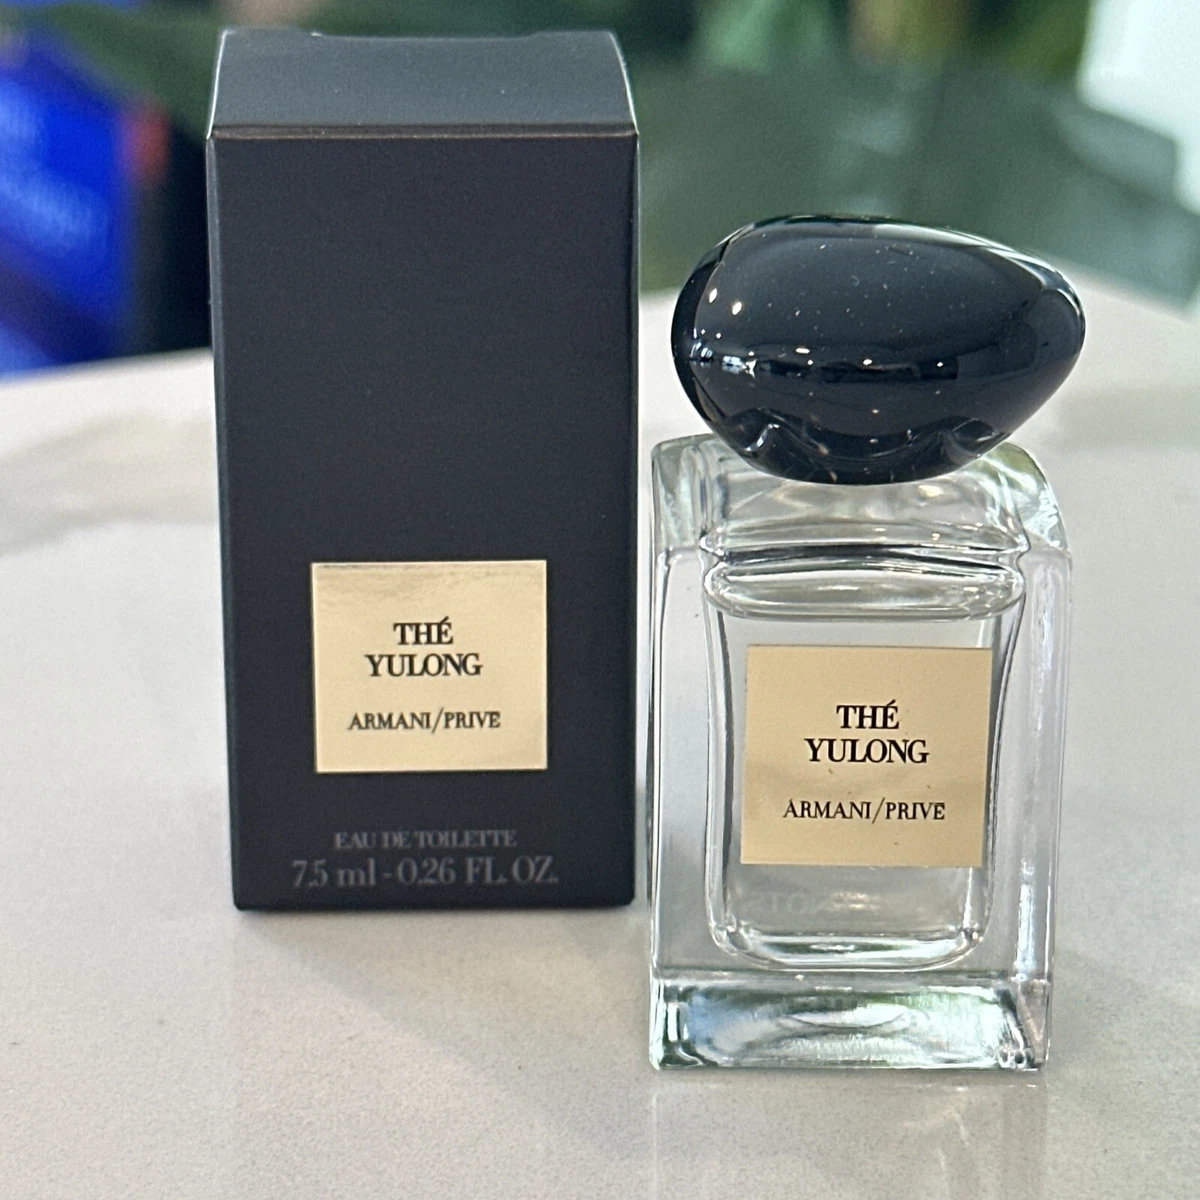 THÉ
YULONG
ARMANI/PRIVE
EAU DE TOILETTE
7.5 ml - 0.26 FL. OZ.
THÉ
YULONG
ARMANI/PRIVE